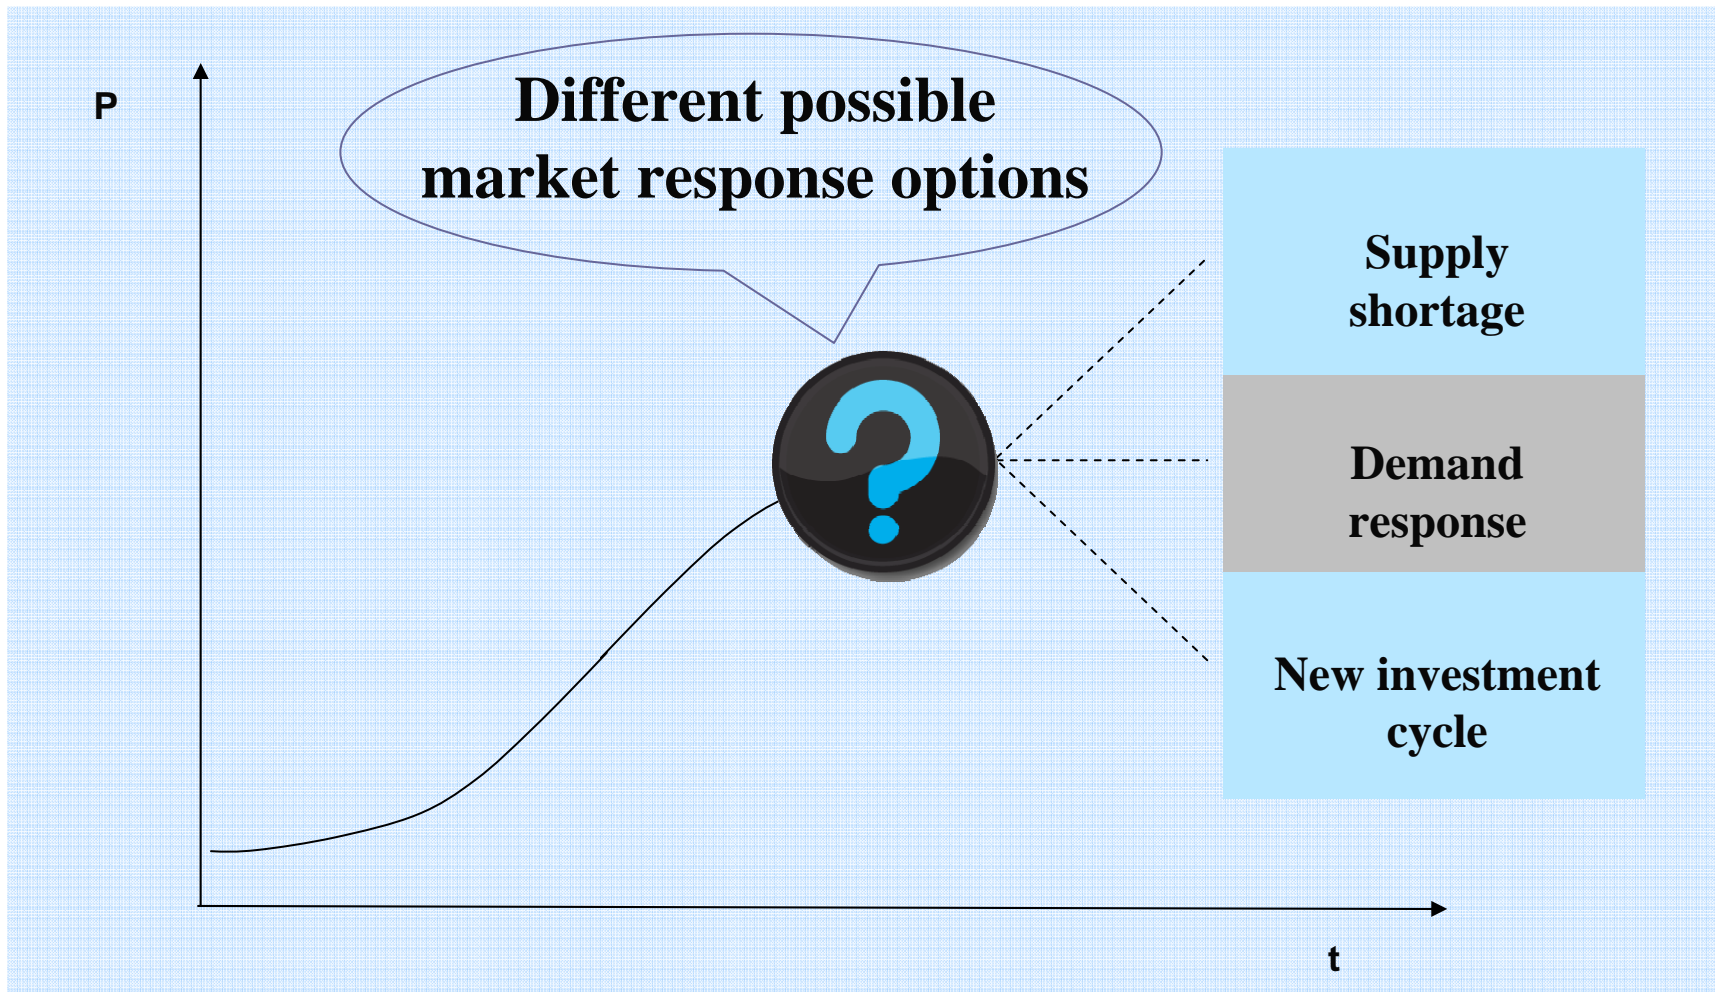 P
Different possible
market response options
Supply
shortage
Demand
response
New investment
cycle
t